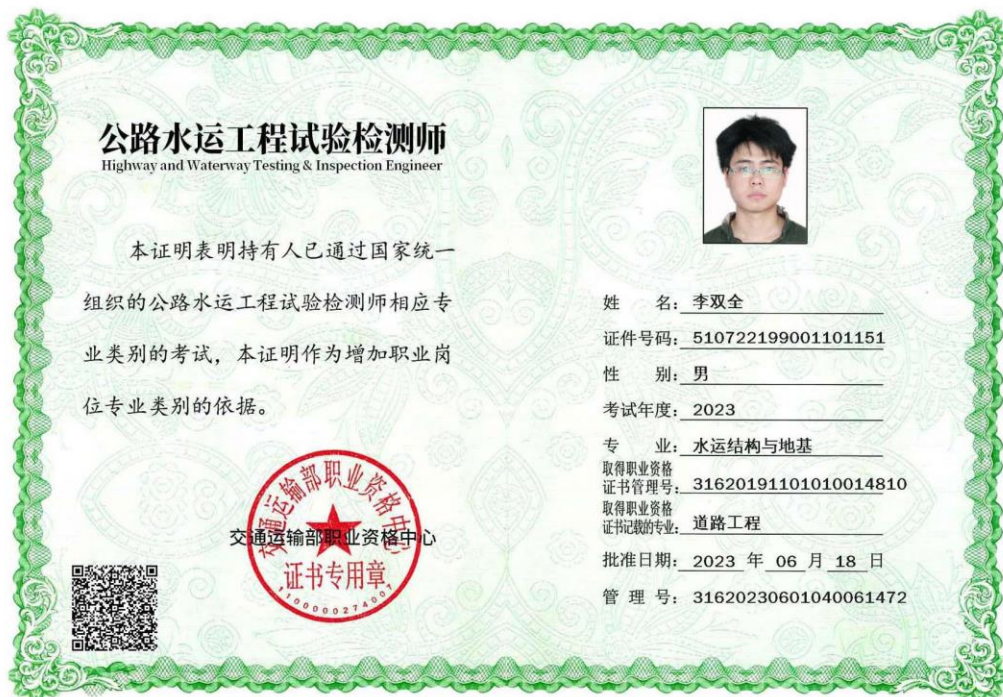 公路水运工程试验检测师
Highway and Waterway Testing & Inspection Engineer
本证明表明持有人已通过国家统一
组织的公路水运工程试验检测师相应专
业类别的考试，本证明作为增加职业岗
位专业类别的依据。
交通运输部职业资格中心
交通运输部职业资格中心
证书专用章
1100000274007
姓 名：李双全
证件号码：510722199001101151
性 别：男
考试年度：2023
专 业：水运结构与地基
取得职业资格
证书管理号：31620191101010014810
取得职业资格
证书记载的专业：道路工程
批准日期：2023 年 06 月 18 日
管 理 号：31620230601040061472